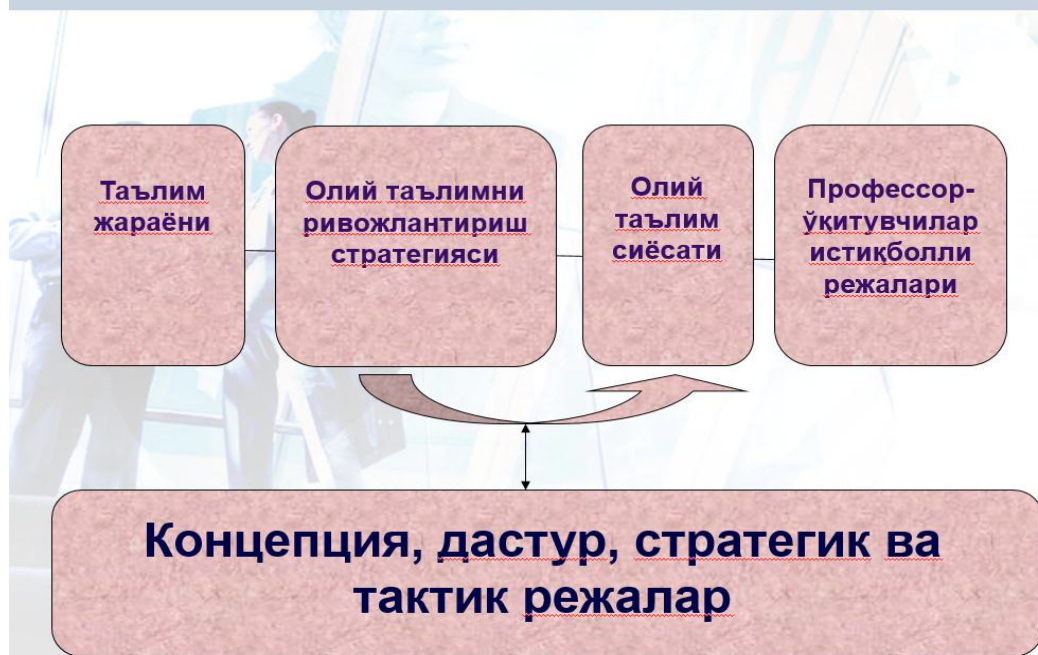 Таълим
жараёни
Олий таълимни
ривожлантириш
стратегияси
Олий
таълим
сиёсати
Профессор-
ўқитувчилар
истиқболли
режалари
Концепция, дастур, стратегик ва
тактик режалар